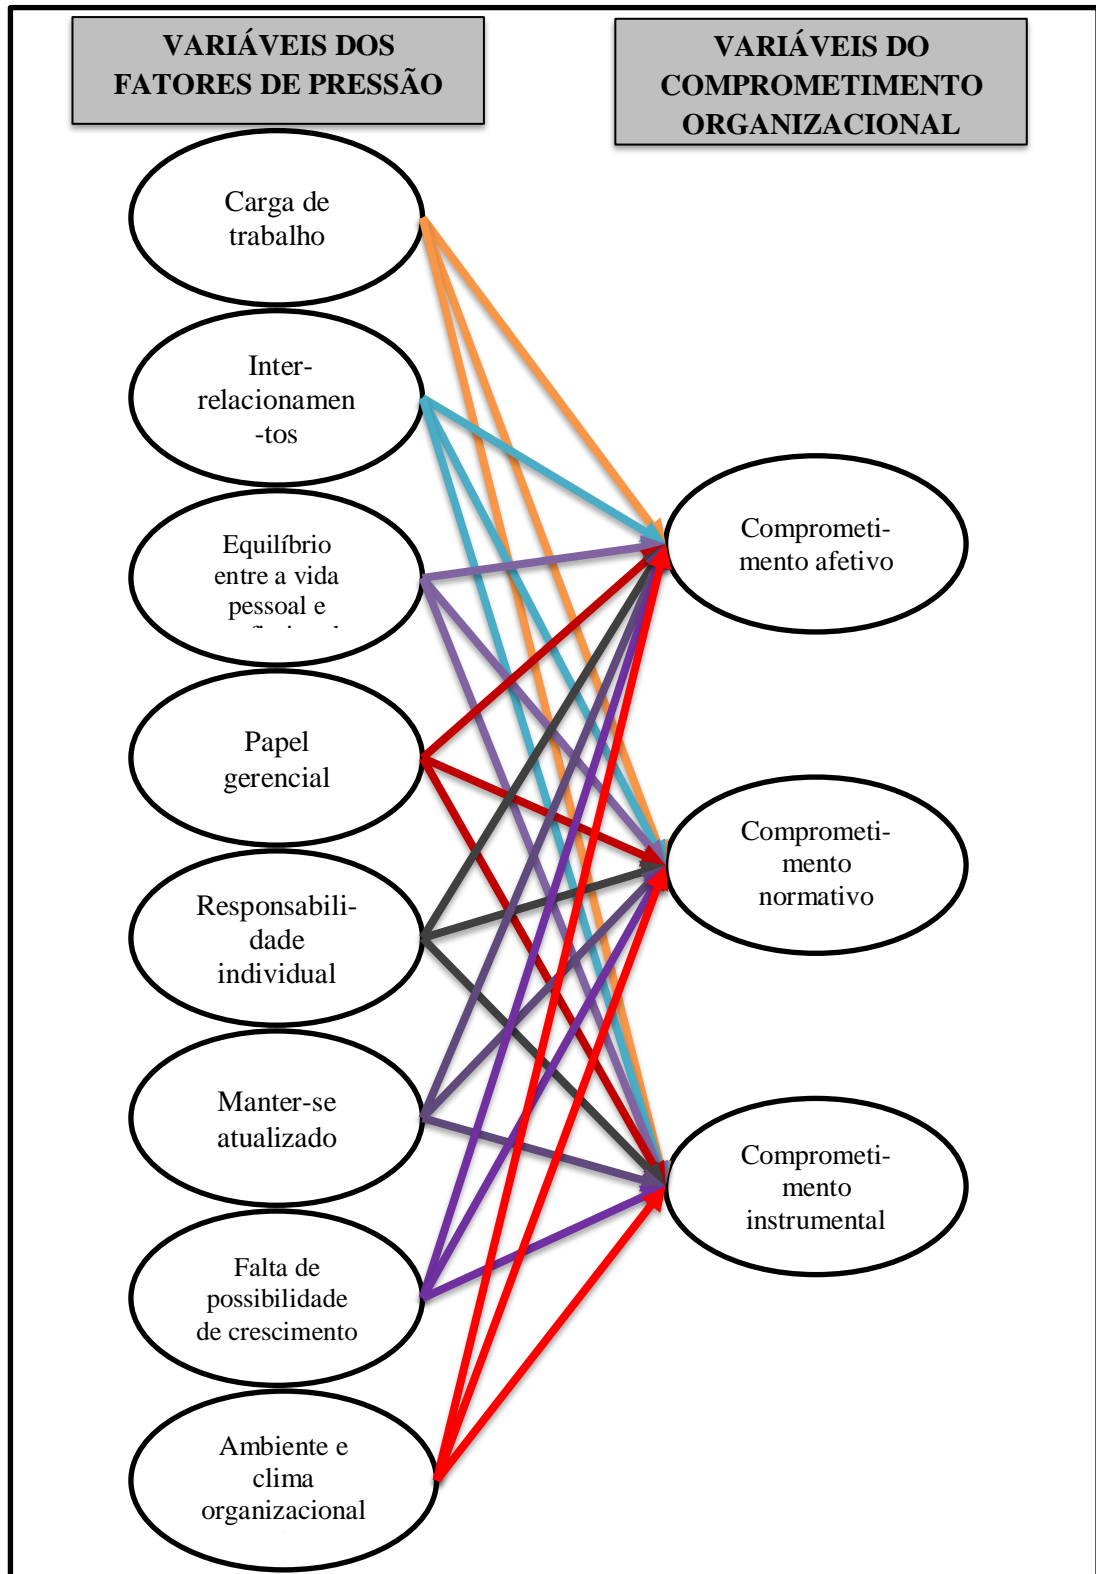 VARIÁVEIS DOS
FATORES DE PRESSÃO
VARIÁVEIS DO
COMPROMETIMENTO
ORGANIZACIONAL
Carga de
trabalho
Inter-
relacionamen
-tos
Equilíbrio
entre a vida
pessoal e
Papel
gerencial
Responsabili-
dade
individual
Manter-se
atualizado
Falta de
possibilidade
de crescimento
Ambiente e
clima
organizacional
Comprometi-
mento afetivo
Comprometi-
mento
normativo
Comprometi-
mento
instrumental